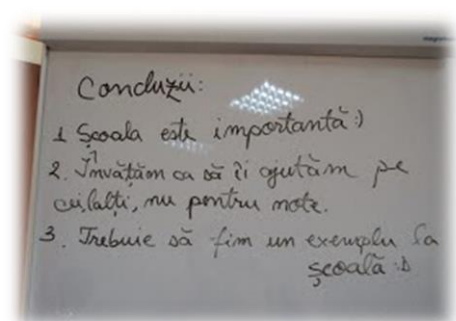 Concluzii:
1 Școala este importantă:)
2. Învățăm ca să îi ajutăm pe
ceilalți, nu pentru note.
3. Trebuie să fim un exemplu la
școală :D